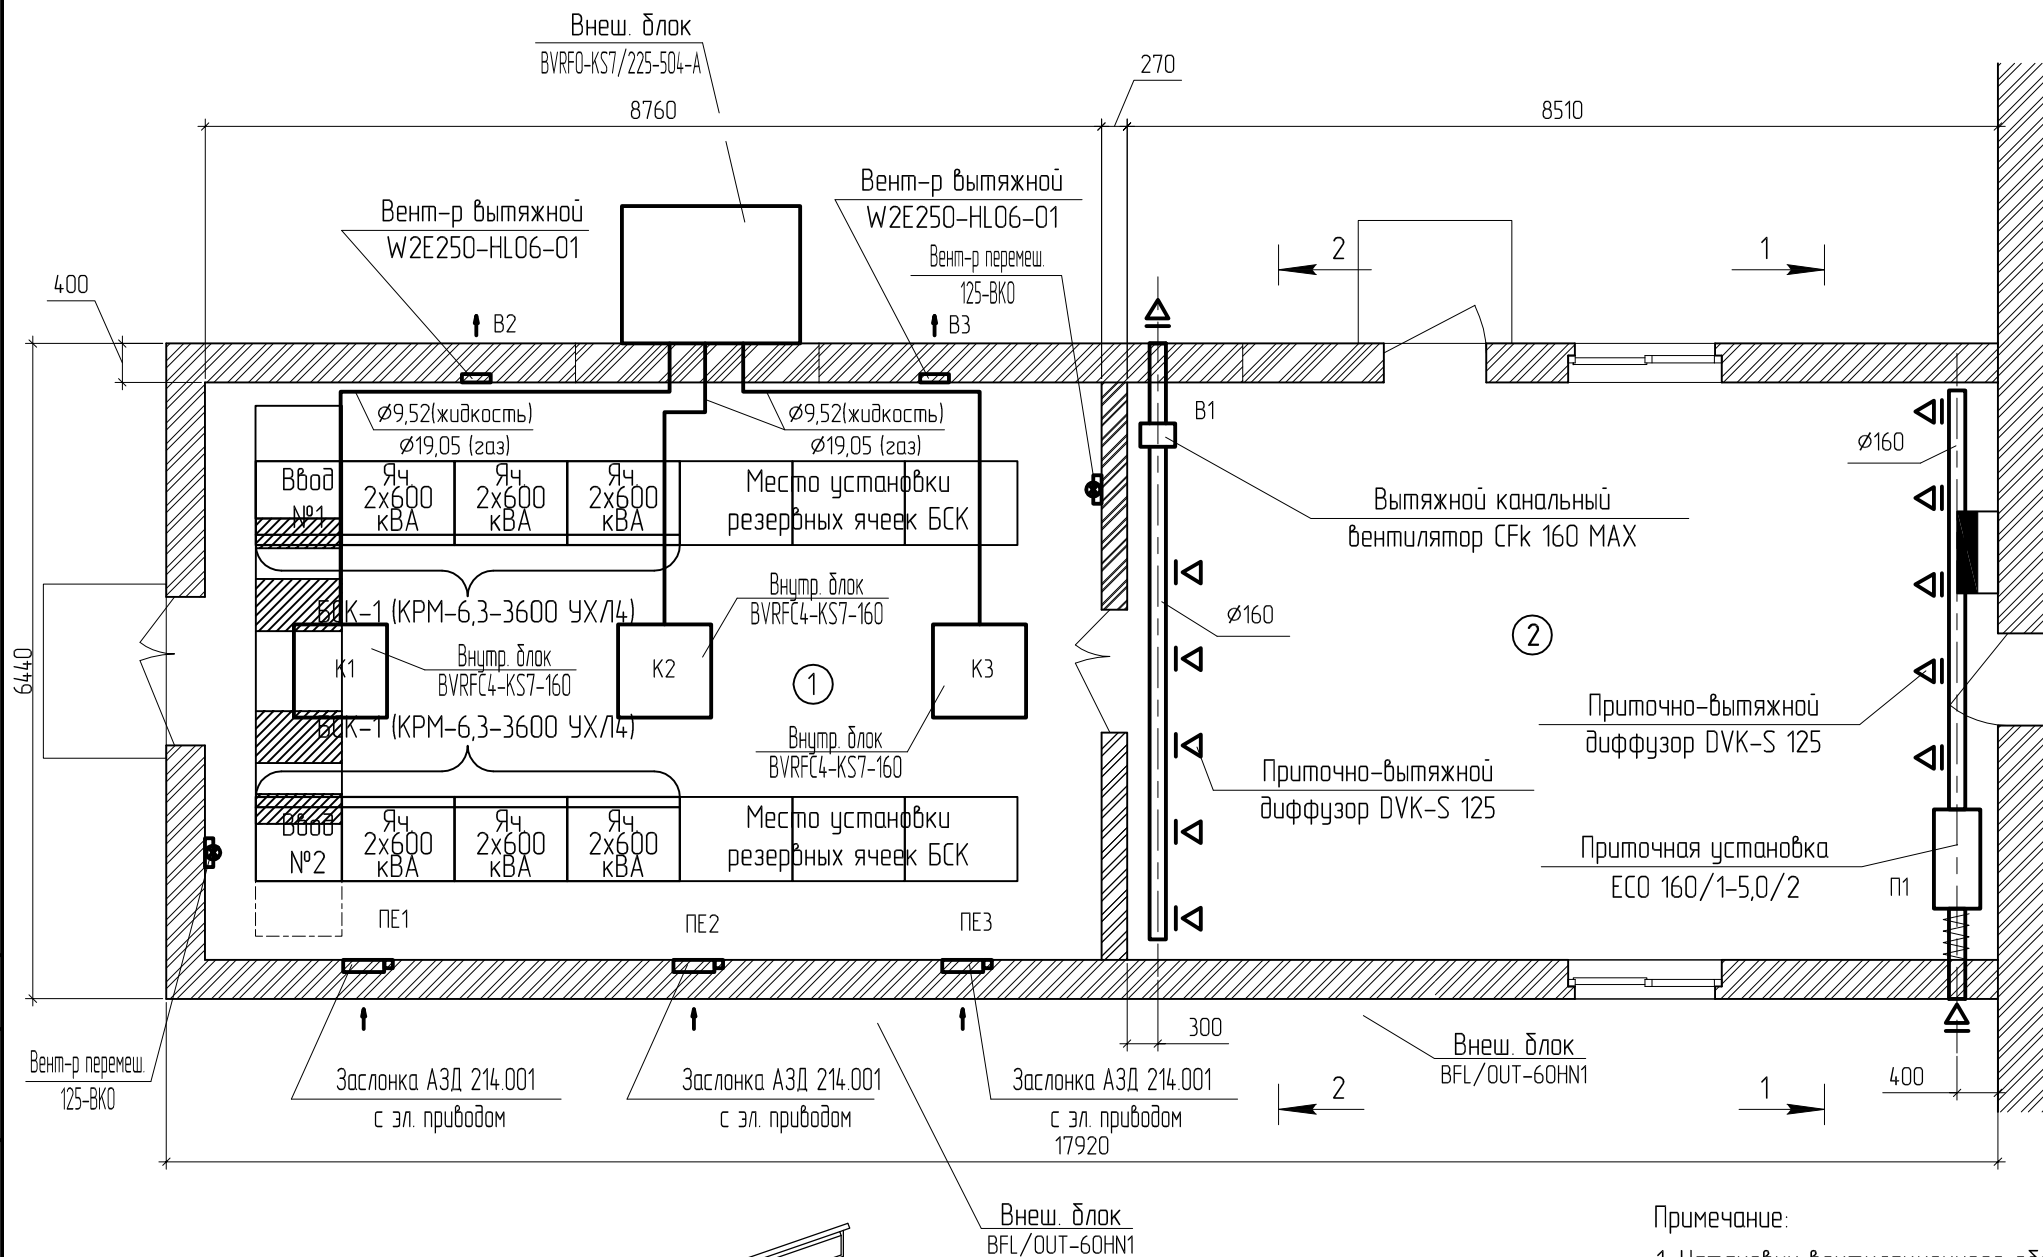 Внеш. блок
BVRFO-KS7/225-504-A
270
8760
8510
Вент-р вытяжной
W2E250-HL06-01
Вент-р вытяжной
W2E250-HL06-01
Вент-р перемеш.
125-ВКО
2
1
400
В2
В3
В1
Ø9,52(жидкость)
Ø19,05 (газ)
Ø9,52(жидкость)
Ø19,05 (газ)
Ø160
Ввод
№1
Яч.
2х600
кВА
Яч.
2х600
кВА
Яч.
2х600
кВА
Место установки
резервных ячеек БСК
Вытяжной канальный
вентилятор CFk 160 MAX
БСК-1 (КРМ-6,3-3600 УХЛ4)
Внутр. блок
BVRFC4-KS7-160
Ø160
2
6440
К1
Внутр. блок
BVRFC4-KS7-160
К2
1
К3
БСК-1 (КРМ-6,3-3600 УХЛ4)
Внутр. блок
BVRFC4-KS7-160
Приточно-вытяжной
диффузор DVK-S 125
Приточно-вытяжной
диффузор DVK-S 125
Ввод
№2
Яч.
2х600
кВА
Яч.
2х600
кВА
Яч.
2х600
кВА
Место установки
резервных ячеек БСК
Приточная установка
ECO 160/1-5,0/2
П1
ПЕ1
ПЕ2
ПЕ3
300
Вент-р перемеш.
125-ВКО
Заслонка АЗД 214.001
с эл. приводом
Заслонка АЗД 214.001
с эл. приводом
Заслонка АЗД 214.001
с эл. приводом
Внеш. блок
BFL/OUT-60HN1
2
1
400
17920
Внеш. блок
BFL/OUT-60HN1
Примечание: